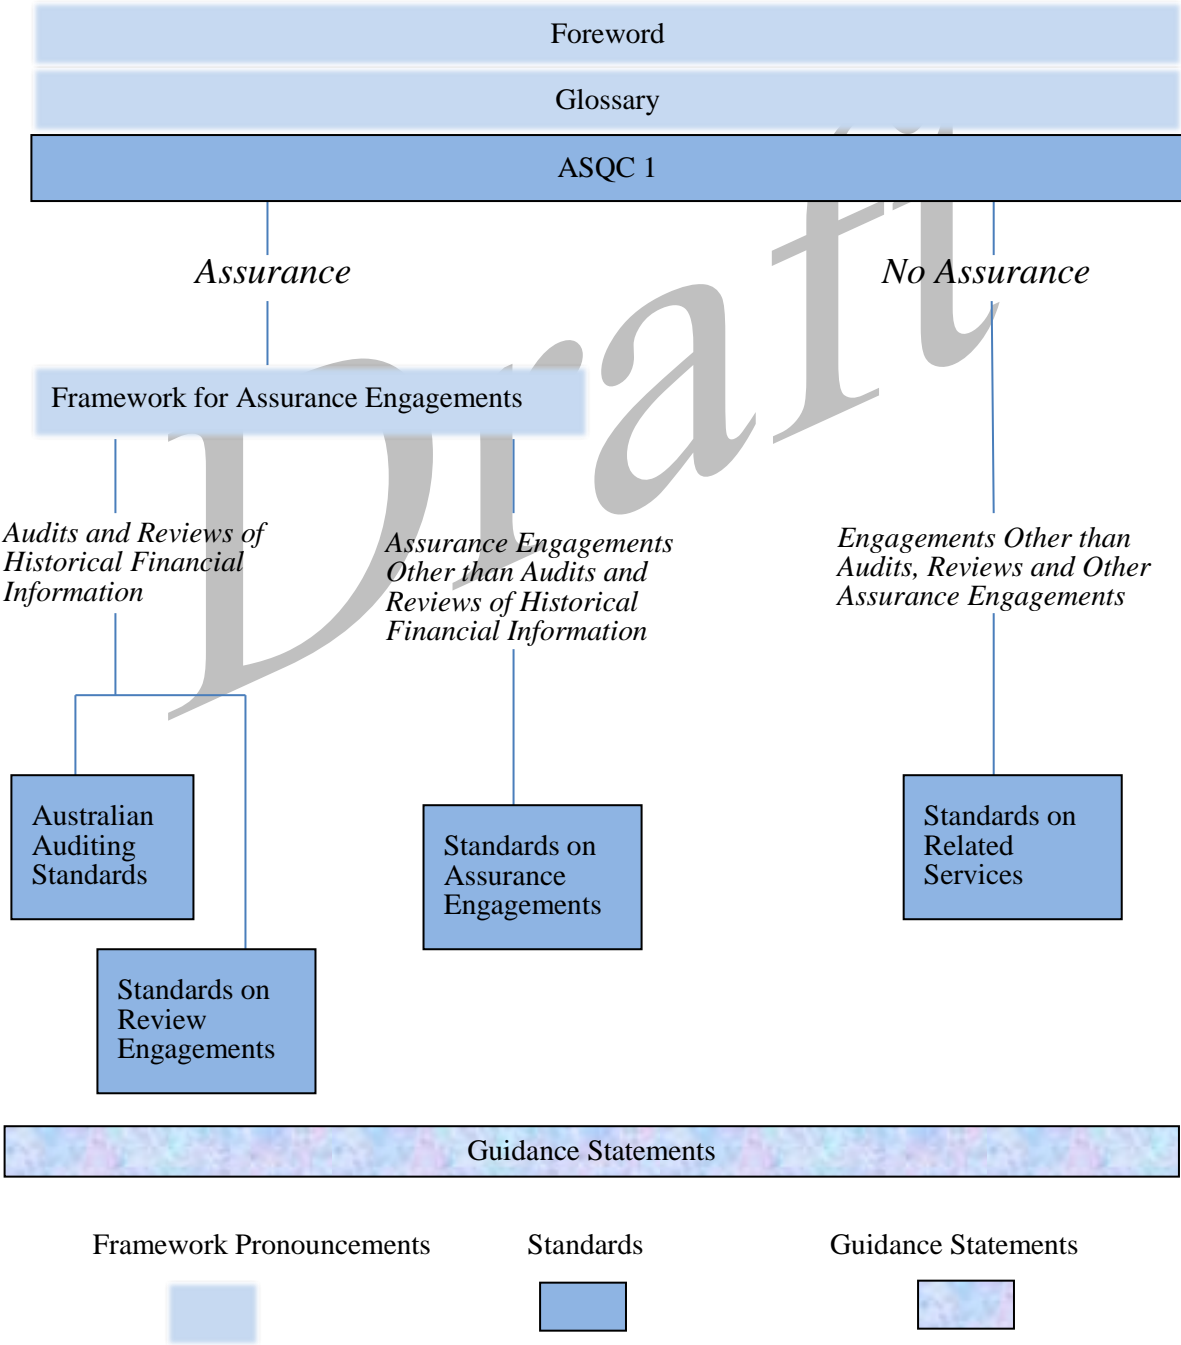 Foreword
Glossary
ASQC 1
Assurance
No Assurance
Framework for Assurance Engagements
Audits and Reviews of
Historical Financial
Information
Assurance Engagements
Other than Audits and
Reviews of Historical
Financial Information
Engagements Other than
Audits, Reviews and Other
Assurance Engagements
Australian
Auditing
Standards
Standards on
Review
Engagements
Standards on
Assurance
Engagements
Standards on
Related
Services
Guidance Statements
Framework Pronouncements
Standards
Guidance Statements
Draft